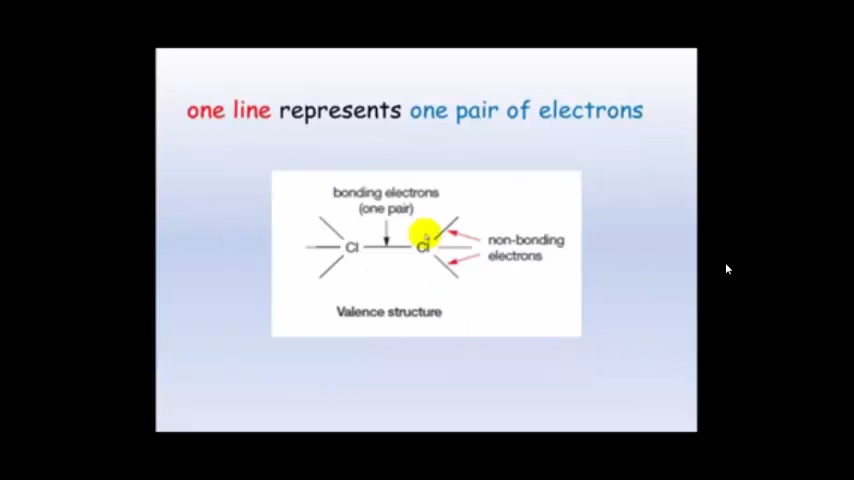 one line represents one pair of electrons
bonding electrons
(one pair)
Cl Cl
non-bonding
electrons
Valence structure